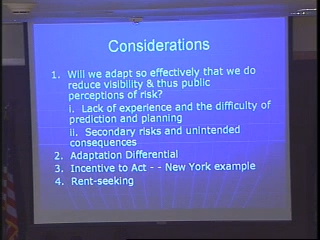 Considerations
1. Will we adapt so effectively that we do
reduce visibility & thus public
perceptions of risk?
i. Lack of experience and the difficulty of
prediction and planning
ii. Secondary risks and unintended
consequences
2. Adaptation Differential
3. Incentive to Act - - New York example
4. Rent-seeking